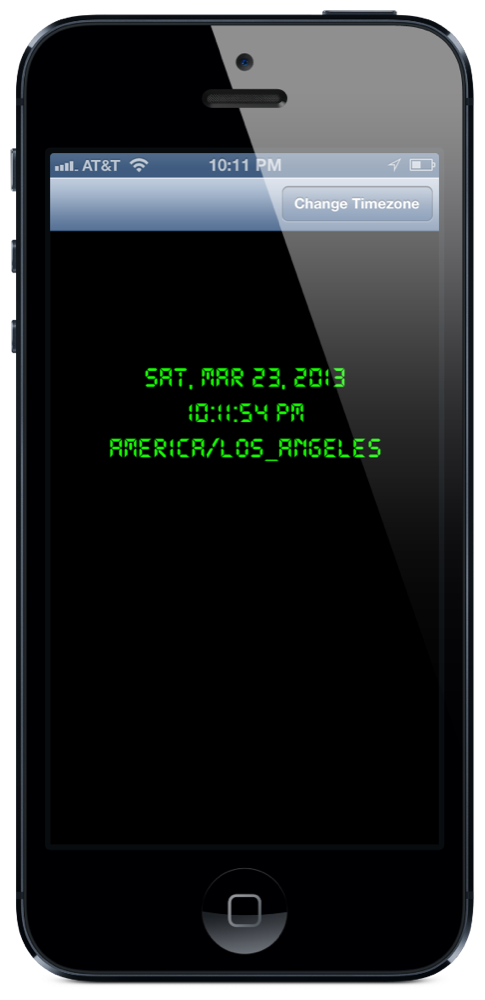 AT&T 10:11 PM
Change Timezone
SAT, MAR 23, 2013
10:11:54 PM
AMERICA/LOS_ANGELES